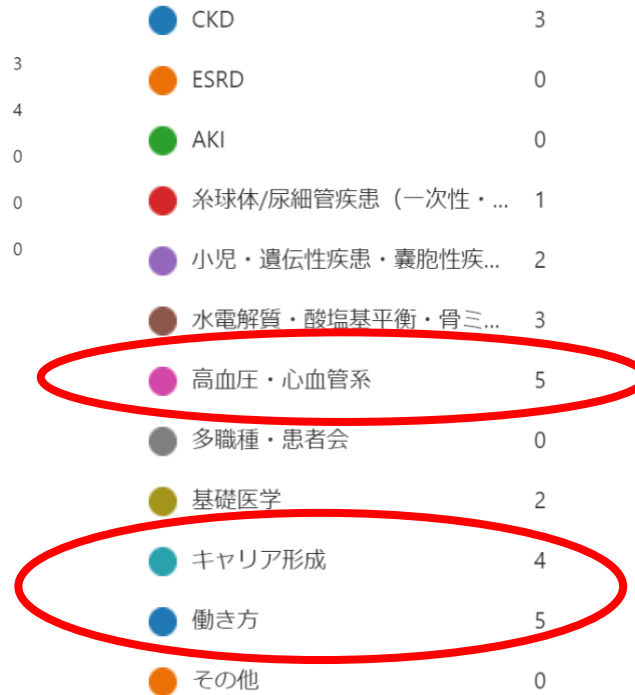 3
4
0
0
0
CKD 3
ESRD 0
AKI 0
糸球体/尿細管疾患（一次性・... 1
小児・遺伝性疾患・嚢胞性疾... 2
水電解質・酸塩基平衡・骨ミ... 3
高血圧・心血管系 5
多職種・患者会 0
基礎医学 2
キャリア形成 4
働き方 5
その他 0